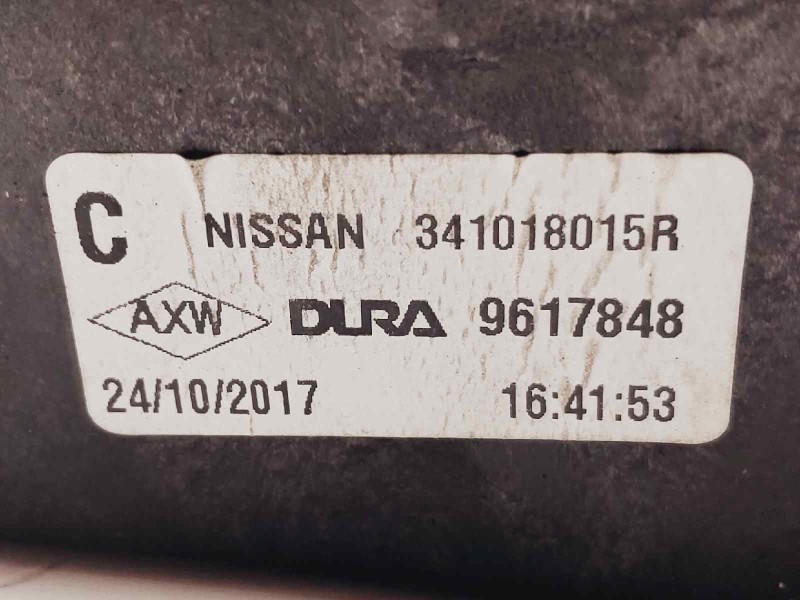 C NISSAN 341018015R
AXW DURA 9617848
24/10/2017 16:41:53